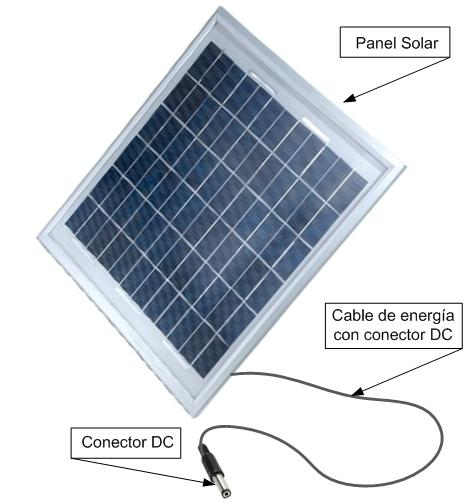 Panel Solar
Cable de energía
con conector DC
Conector DC